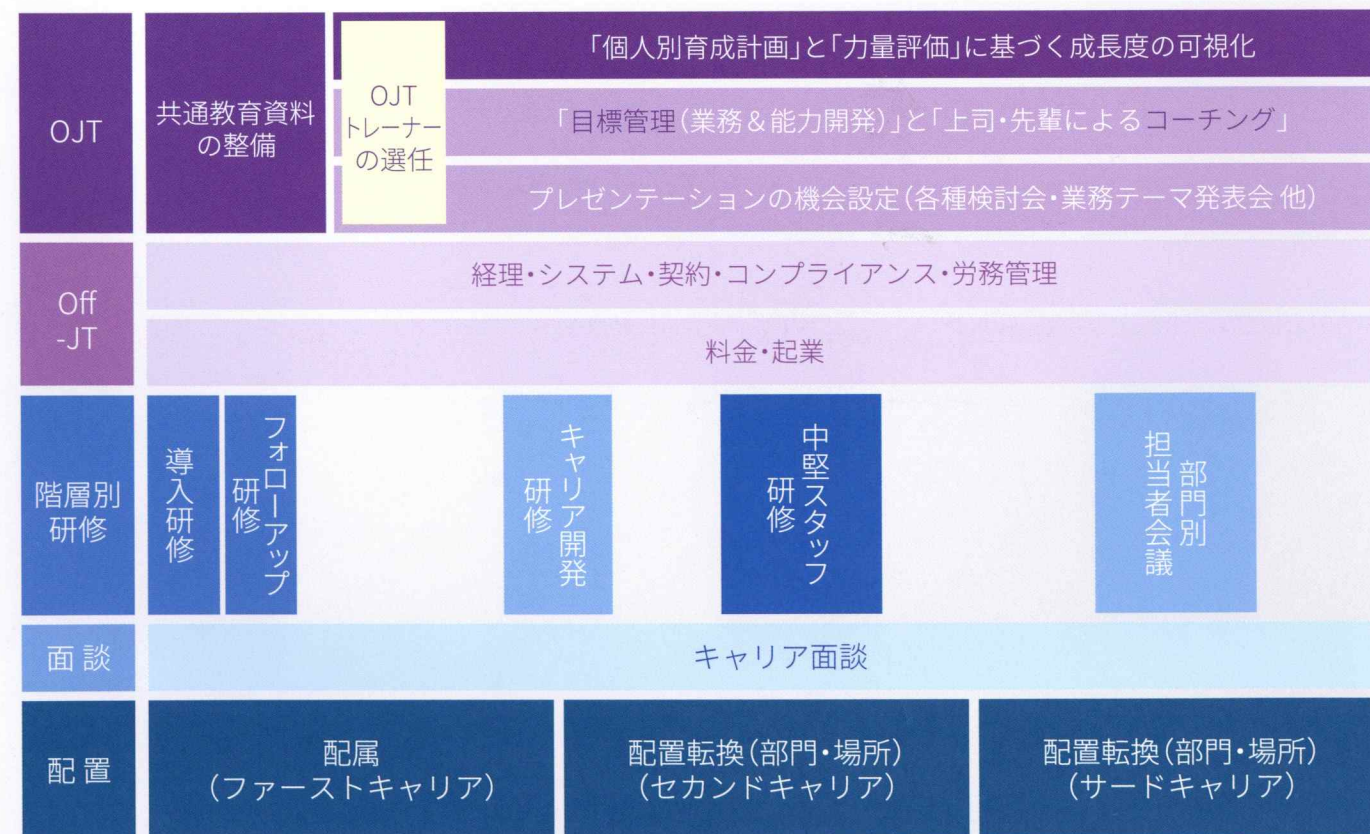 OJT
共通教育資料
の整備
OJT
トレーナー
の選任
「個人別育成計画」と「力量評価」に基づく成長度の可視化
「目標管理(業務&能力開発)」と「上司・先輩によるコーチング」
プレゼンテーションの機会設定(各種検討会・業務テーマ発表会 他)
Off
-JT
経理・システム・契約・コンプライアンス・労務管理
料金・起業
階層別
研修
導入研修
フォローアップ
研修
キャリア開発
研修
中堅スタッフ
研修
部門別
担当者会議
面談
キャリア面談
配置
配属
(ファーストキャリア)
配置転換(部門・場所)
(セカンドキャリア)
配置転換(部門・場所)
(サードキャリア)